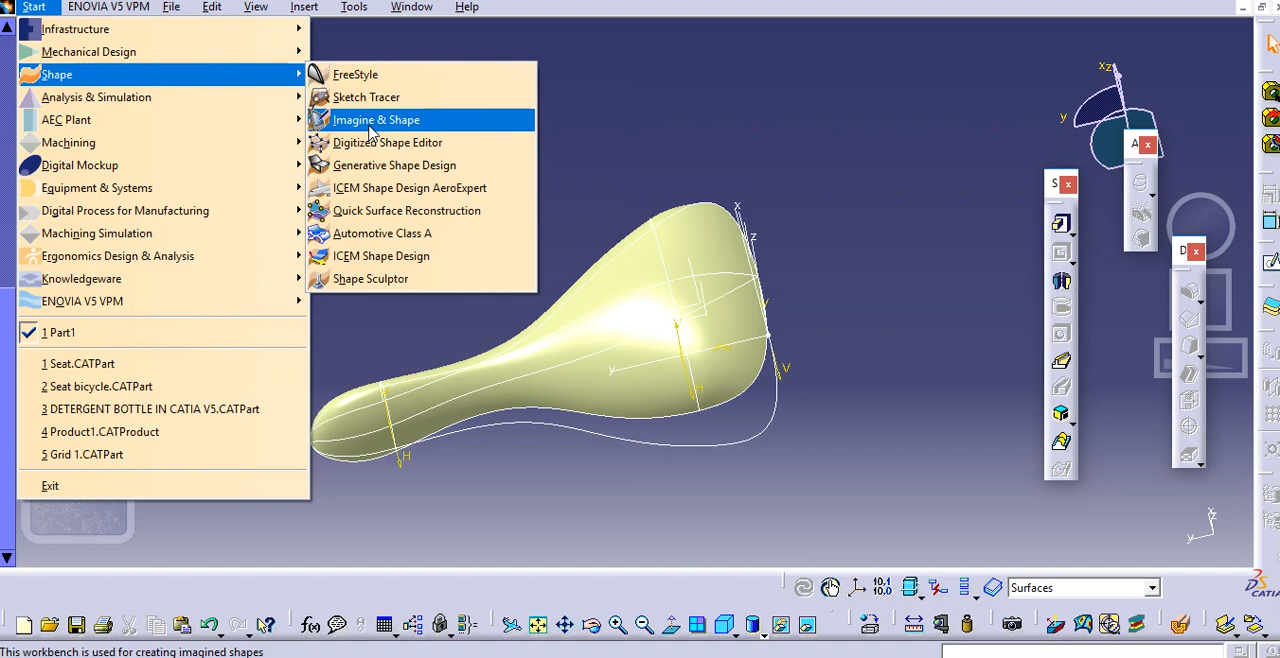 Start ENOVIA V5 VPM File Edit View Insert Tools Window Help
Infrastructure
Mechanical Design
Shape
Analysis & Simulation
AEC Plant
Machining
Digital Mockup
Equipment & Systems
Digital Process for Manufacturing
Machining Simulation
Ergonomics Design & Analysis
Knowledgeware
ENOVIA V5 VPM
1 Part1
1 Seat.CATPart
2 Seat bicycle.CATPart
3 DETERGENT BOTTLE IN CATIA V5.CATPart
4 Product1.CATProduct
5 Grid 1.CATPart
Exit
FreeStyle
Sketch Tracer
Imagine & Shape
Digitized Shape Editor
Generative Shape Design
ICEM Shape Design AeroExpert
Quick Surface Reconstruction
Automotive Class A
ICEM Shape Design
Shape Sculptor
x
z
y
V
H
H
x z
y
A x
S x
D x
x
z
y
10.1
10,0
Surfaces
CATIA
f(x)
This workbench is used for creating imagined shapes